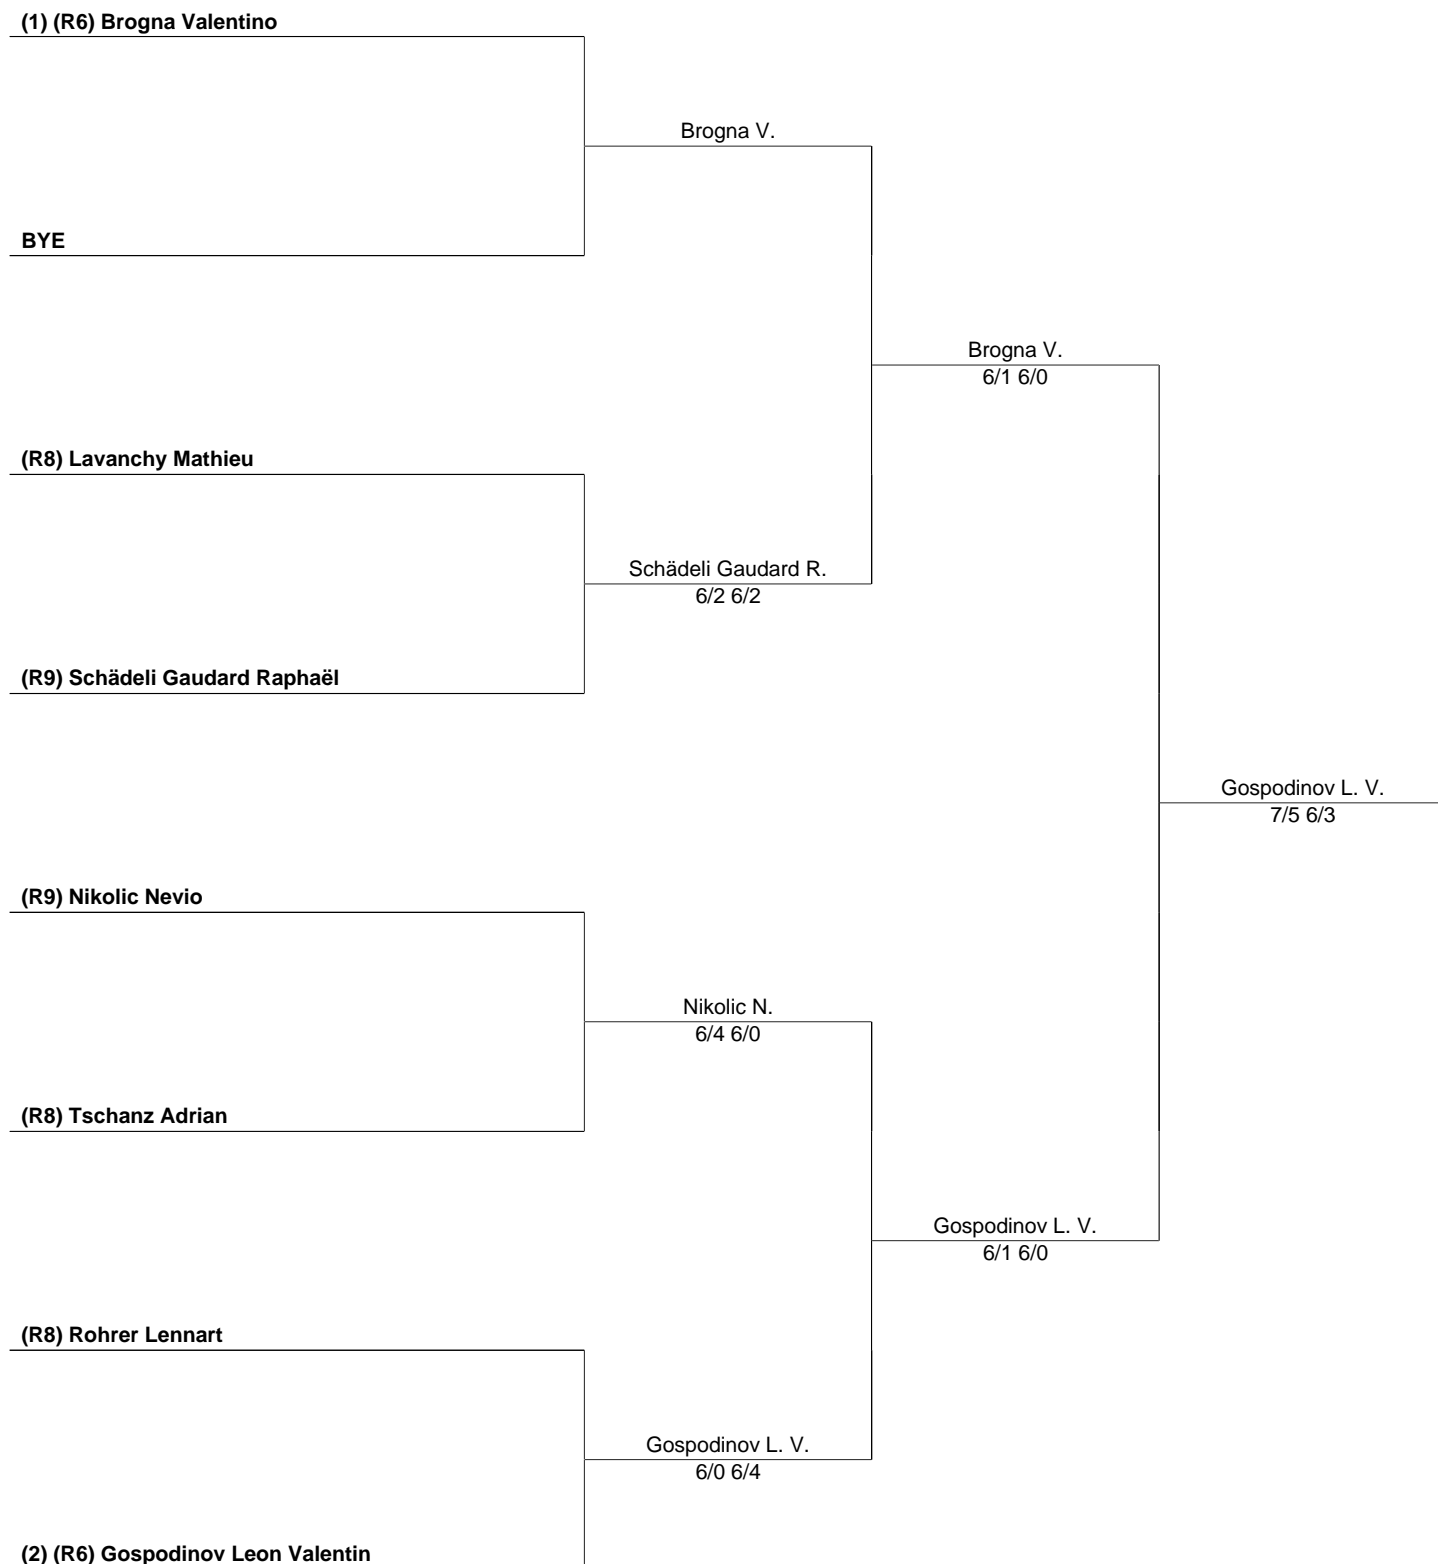 (1) (R6) Brogna Valentino
Brogna V.
BYE
Brogna V.
6/1 6/0
(R8) Lavanchy Mathieu
Schädeli Gaudard R.
6/2 6/2
(R9) Schädeli Gaudard Raphaël
Gospodinov L. V.
7/5 6/3
(R9) Nikolic Nevio
Nikolic N.
6/4 6/0
(R8) Tschanz Adrian
Gospodinov L. V.
6/1 6/0
(R8) Rohrer Lennart
Gospodinov L. V.
6/0 6/4
(2) (R6) Gospodinov Leon Valentin